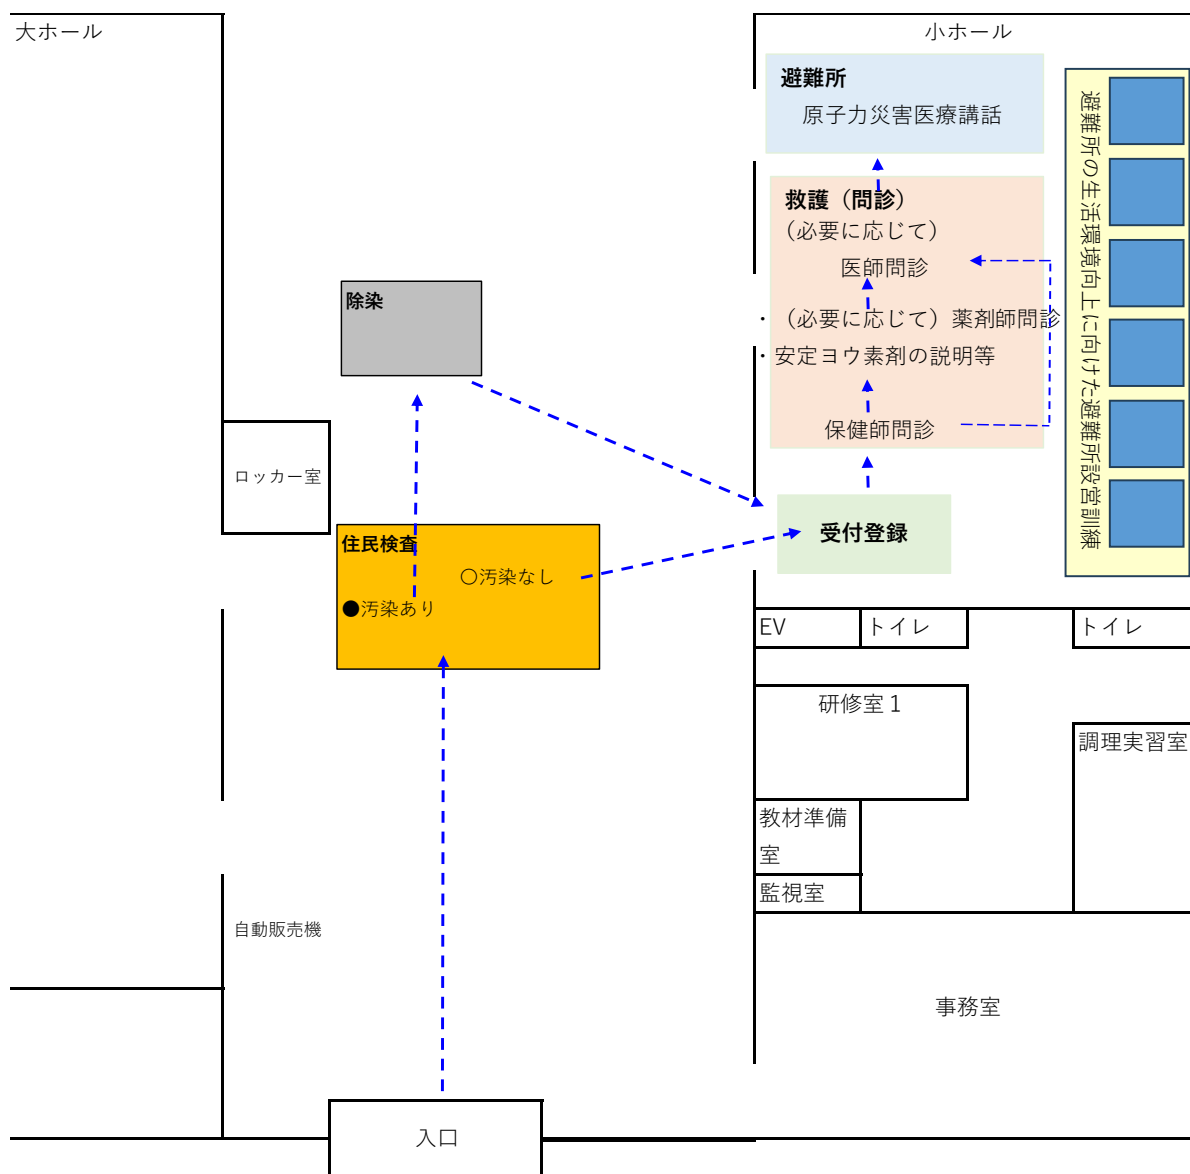 大ホール
小ホール
避難所
原子力災害医療講話
救護（問診）
（必要に応じて）
医師問診
・（必要に応じて）薬剤師問診
・安定ヨウ素剤の説明等
保健師問診
避難所の生活環境向上に向けた避難所設営訓練
除染
ロッカー室
住民検査
○汚染なし
●汚染あり
受付登録
EV
トイレ
トイレ
研修室１
調理実習室
教材準備
室
監視室
自動販売機
事務室
入口